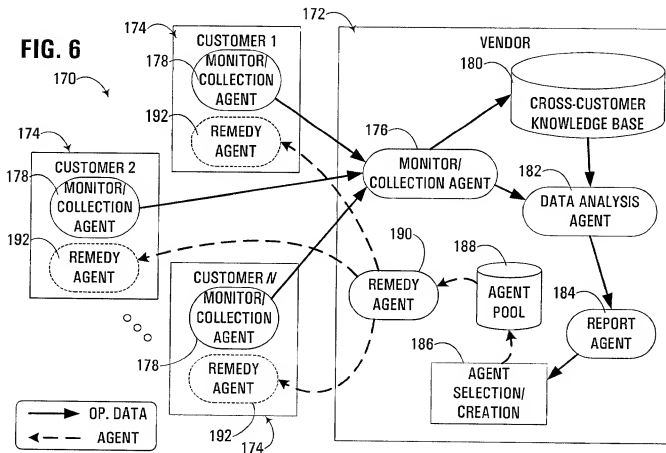 FIG. 6
170
174
CUSTOMER 1
178
MONITOR/
COLLECTION
AGENT
192
REMEDY
AGENT
174
CUSTOMER 2
178
MONITOR/
COLLECTION
AGENT
192
REMEDY
AGENT
CUSTOMER N
MONITOR/
COLLECTION
AGENT
178
REMEDY
AGENT
192
174
172
VENDOR
180
CROSS-CUSTOMER
KNOWLEDGE BASE
176
MONITOR/
COLLECTION AGENT
182
DATA ANALYSIS
AGENT
190
REMEDY
AGENT
188
AGENT
POOL
184
REPORT
AGENT
186
AGENT
SELECTION/
CREATION
OP. DATA
AGENT